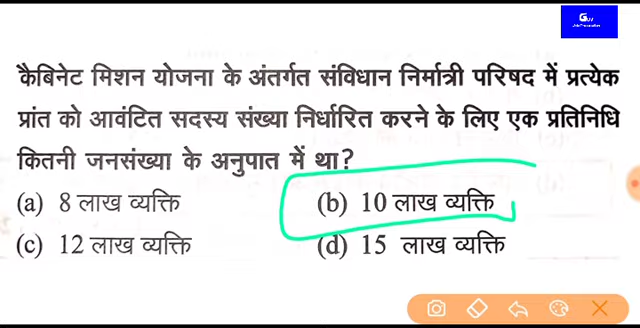 कैबिनेट मिशन योजना के अंतर्गत संविधान निर्मात्री परिषद में प्रत्येक
प्रांत को आवंटित सदस्य संख्या निर्धारित करने के लिए एक प्रतिनिधि
कितनी जनसंख्या के अनुपात में था?
(a) 8 लाख व्यक्ति (b) 10 लाख व्यक्ति
(c) 12 लाख व्यक्ति (d) 15 लाख व्यक्ति